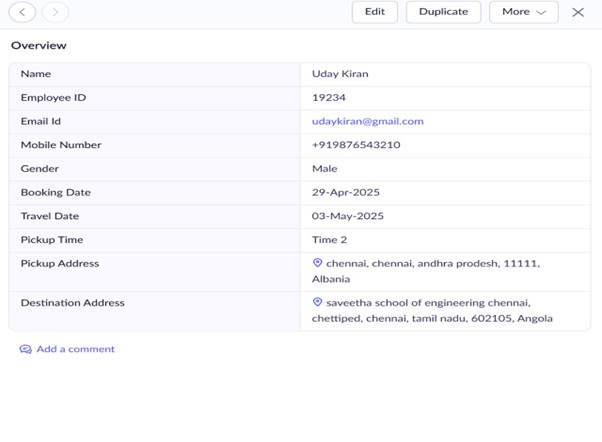 Edit Duplicate More
Overview
Name Uday Kiran
Employee ID 19234
Email Id udaykiran@gmail.com
Mobile Number +919876543210
Gender Male
Booking Date 29-Apr-2025
Travel Date 03-May-2025
Pickup Time Time 2
Pickup Address chennai, chennai, andhra prodesh, 11111,
Albania
Destination Address saveetha school of engineering chennai,
chettiped, chennai, tamil nadu, 602105, Angola
Add a comment